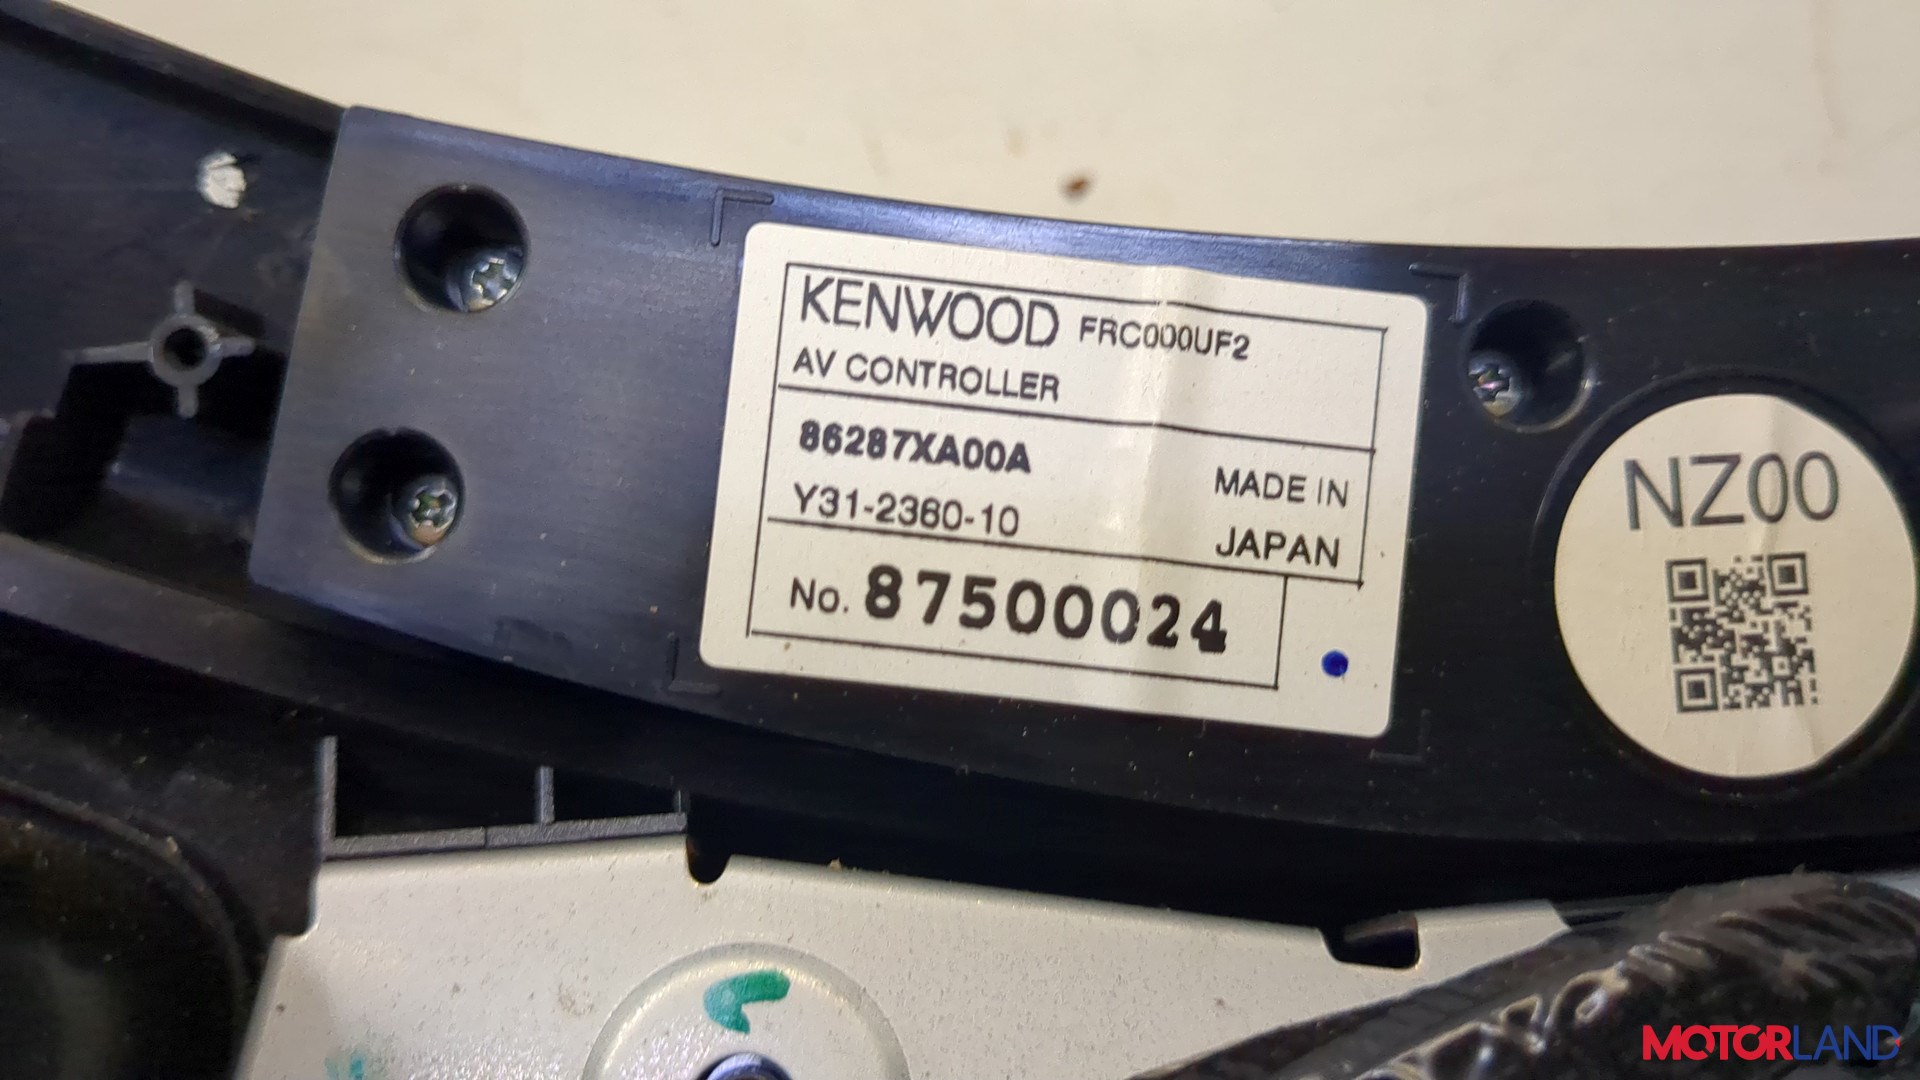 KENWOOD FRC000UF2
AV CONTROLLER
86287XA00A
Y31-2360-10
MADE IN
JAPAN
No. 87500024
NZ00
MOTORLAND